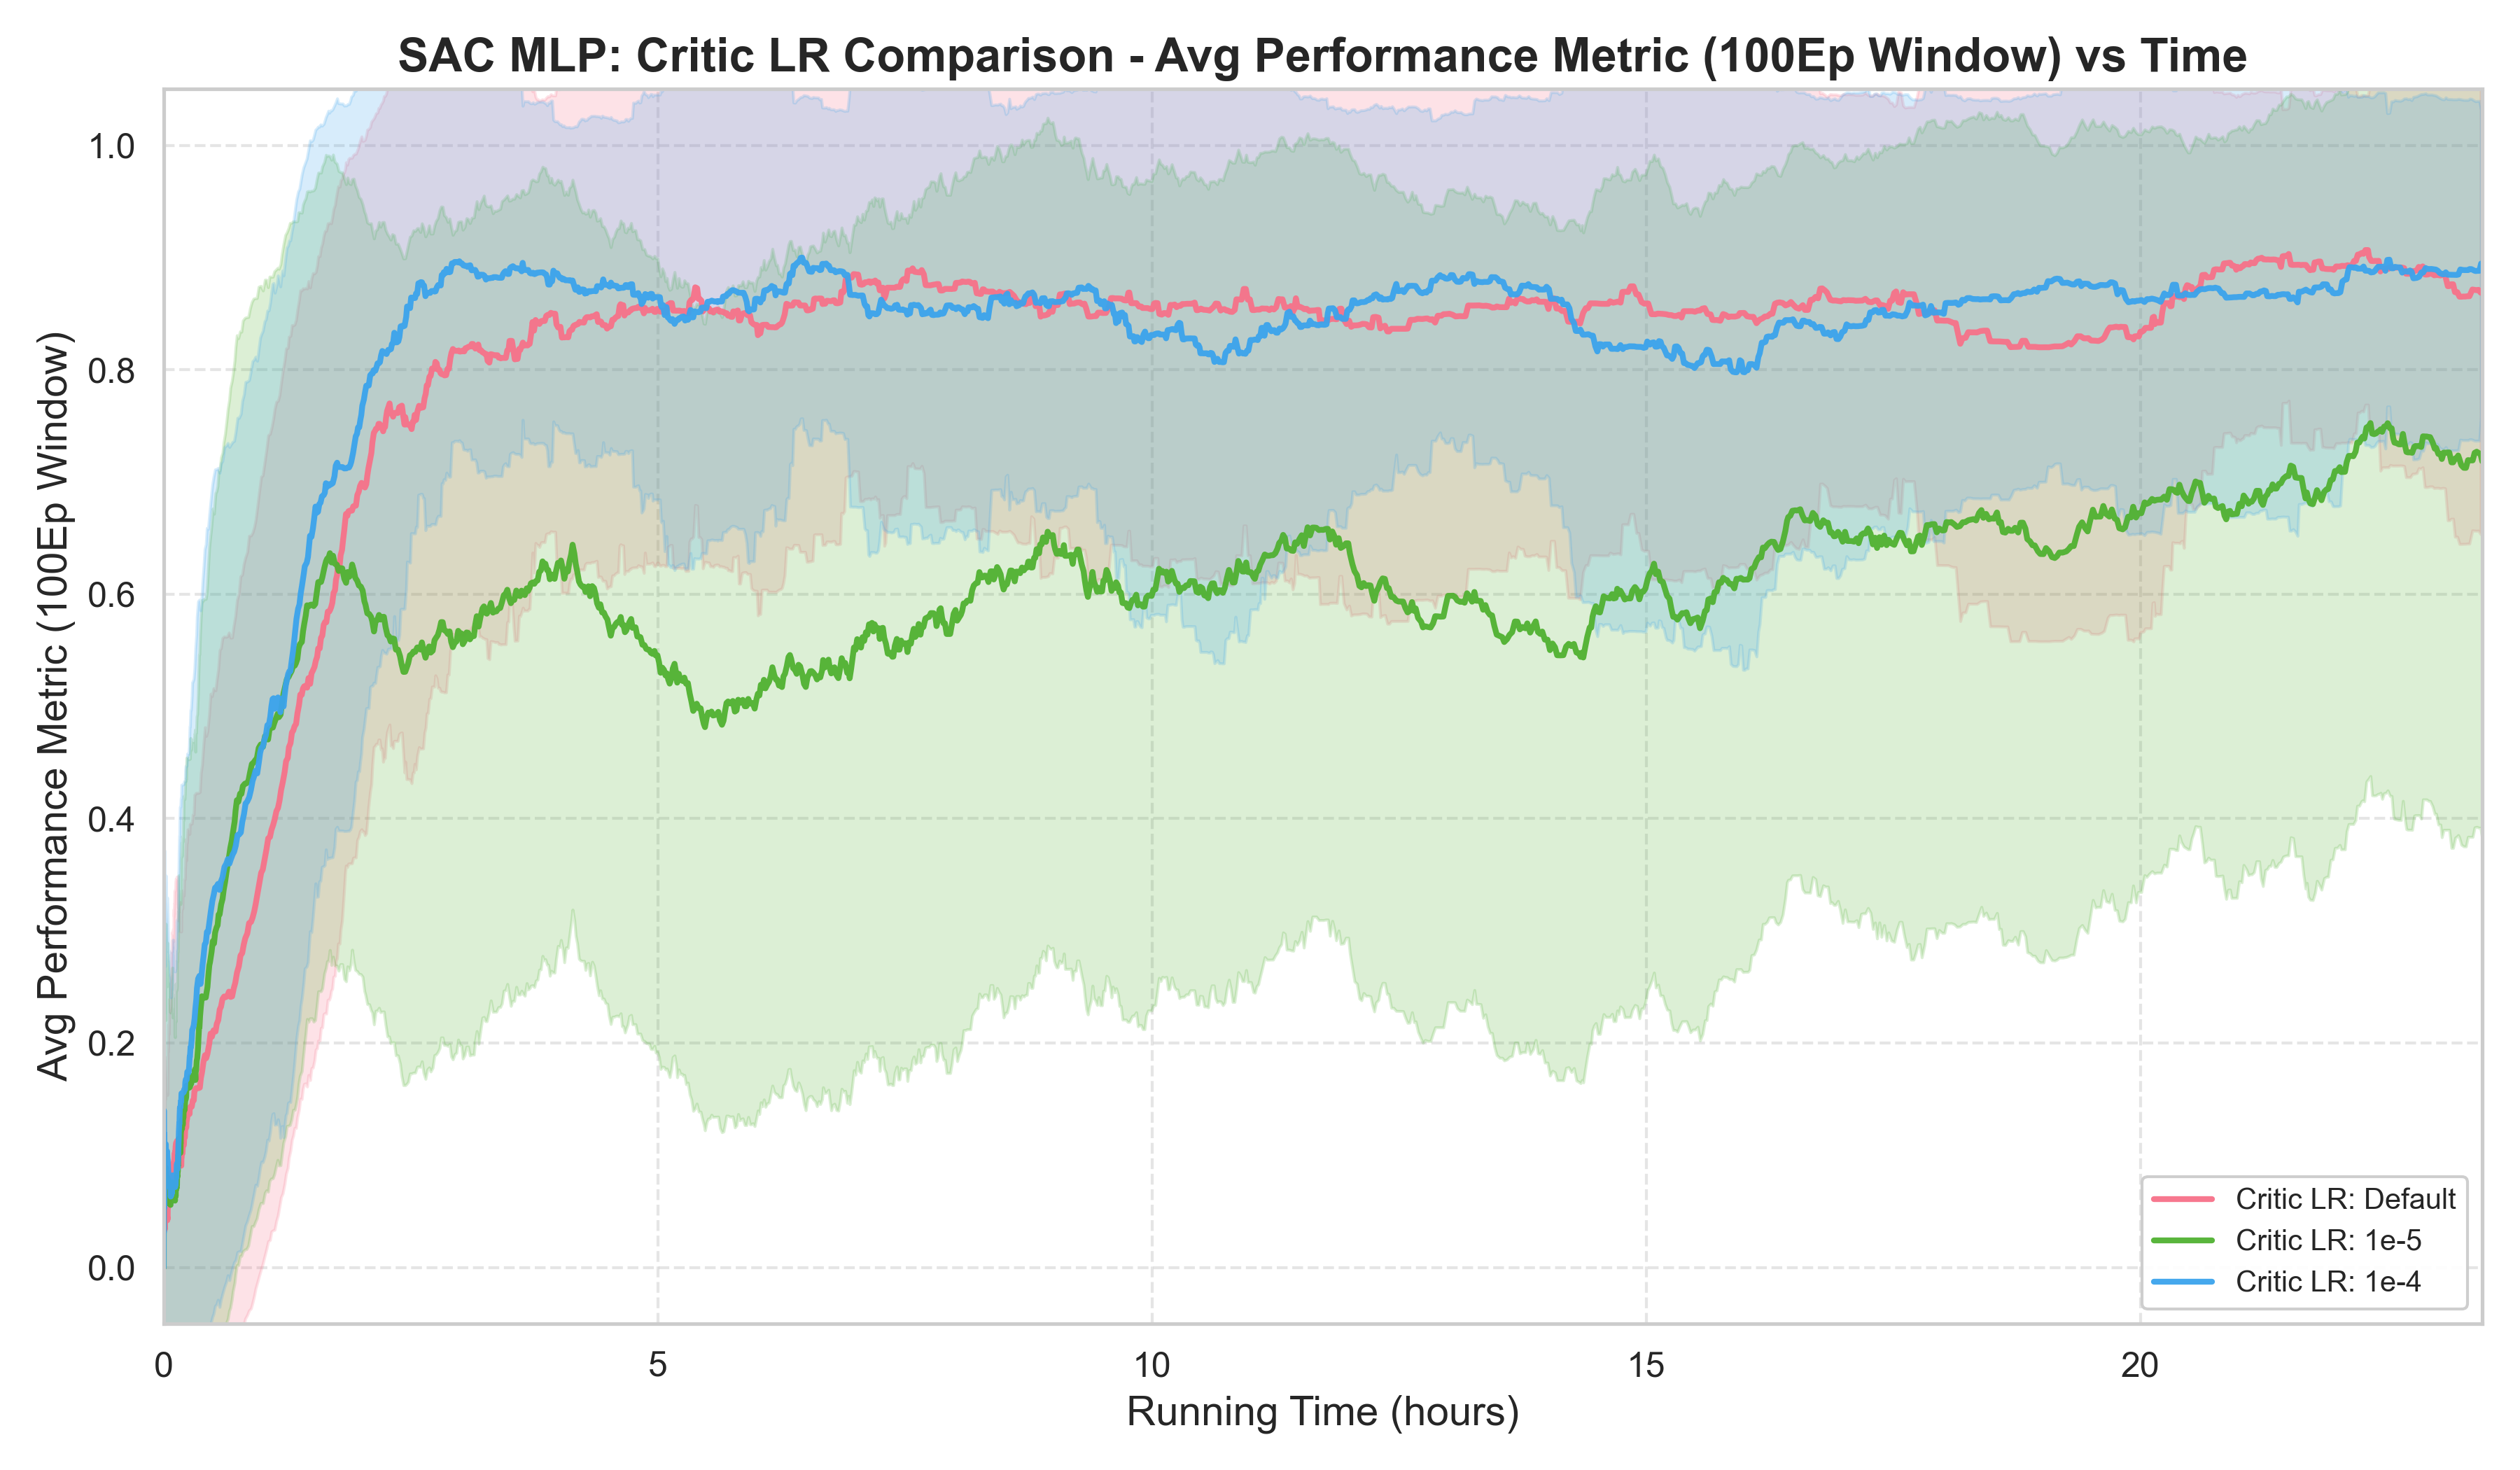 SAC MLP: Critic LR Comparison - Avg Performance Metric (100Ep Window) vs Time
Avg Performance Metric (100Ep Window)
1.0
0.8
0.6
0.4
0.2
0.0
0 5 10 15 20
Running Time (hours)
Critic LR: Default
Critic LR: 1e-5
Critic LR: 1e-4